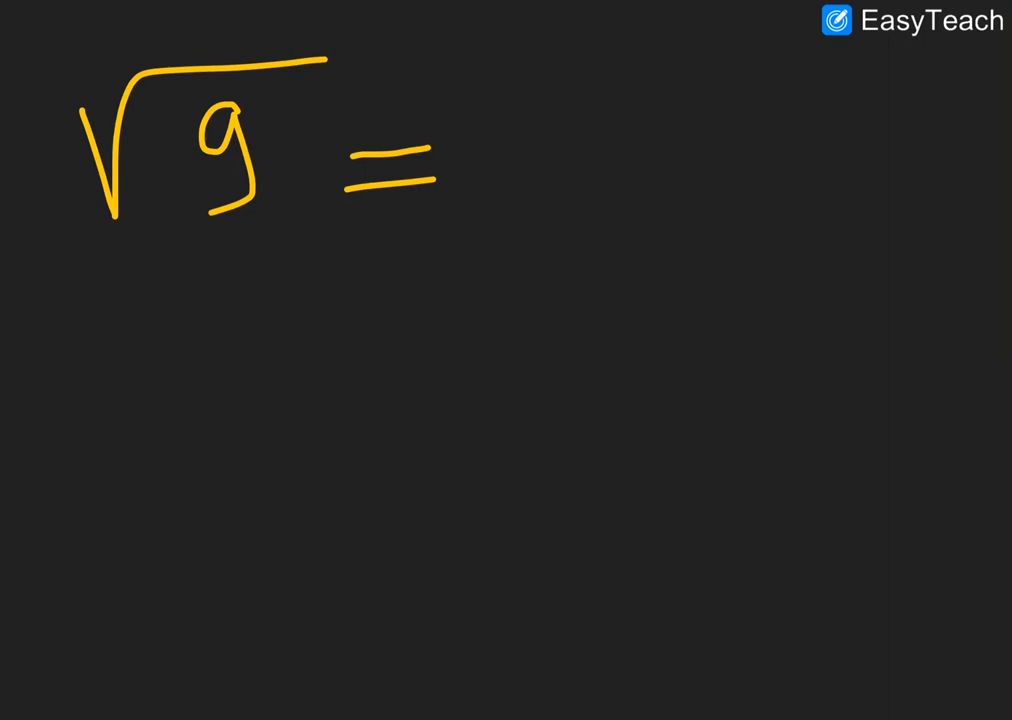 EasyTeach
√9 =